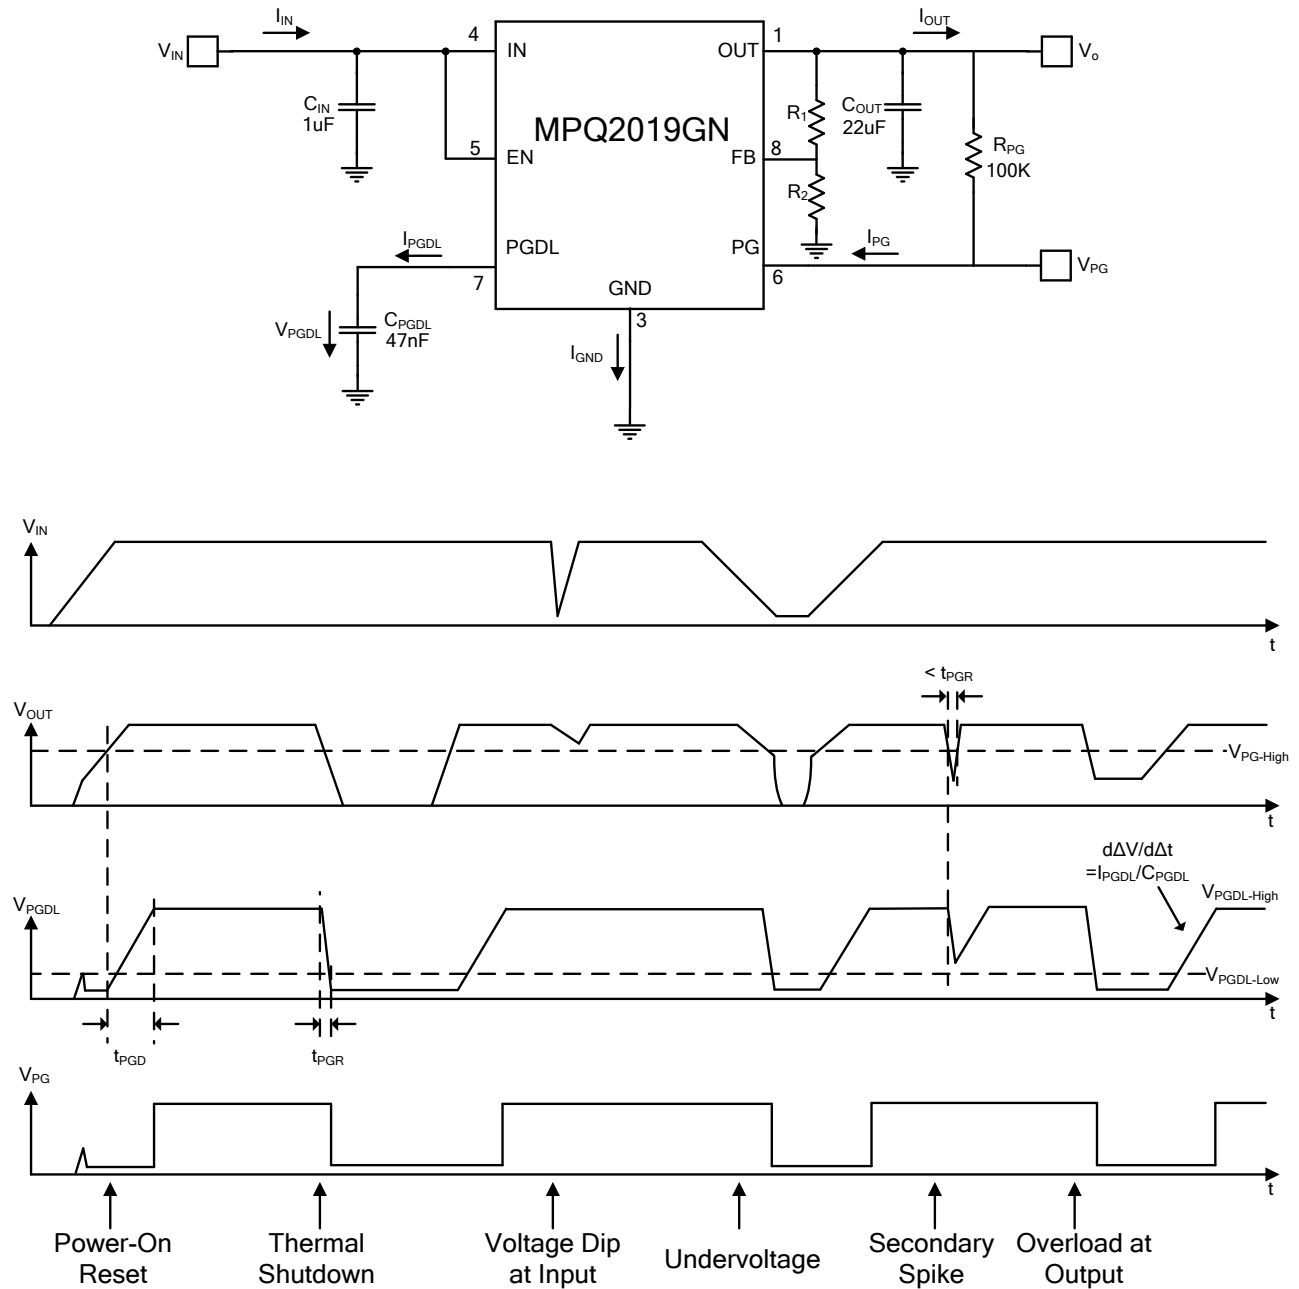 I_IN
I_OUT
V_IN
4
IN
OUT
1
V_o
C_IN
1uF
MPQ2019GN
R_1
C_OUT
22uF
R_PG
100K
5
EN
FB
8
R_2
I_PGDL
PGDL
7
PG
6
I_PG
V_PG
GND
3
V_PGDL
C_PGDL
47nF
I_GND
V_IN
t
< t_PGR
V_OUT
V_PG-High
t
dΔV/dΔt
=I_PGDL/C_PGDL
V_PGDL
V_PGDL-High
V_PGDL-Low
t
t_PGD
t_PGR
V_PG
t
Power-On
Reset
Thermal
Shutdown
Voltage Dip
at Input
Undervoltage
Secondary
Spike
Overload at
Output